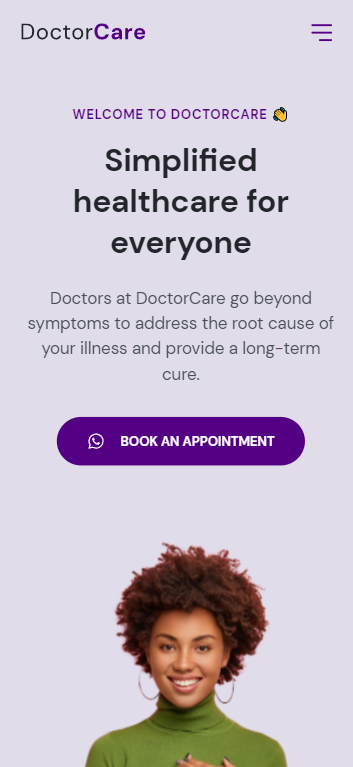 DoctorCare
WELCOME TO DOCTORCARE 👋
Simplified
healthcare for
everyone
Doctors at DoctorCare go beyond
symptoms to address the root cause of
your illness and provide a long-term
cure.
BOOK AN APPOINTMENT